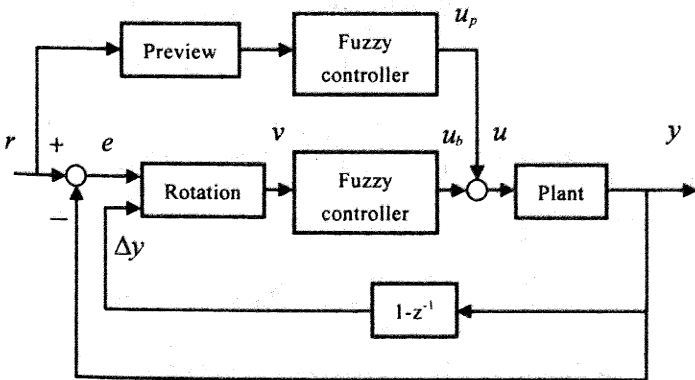 u_p
Preview
Fuzzy
controller
r
+
e
v
u_b
u
y
Rotation
Fuzzy
controller
Plant
−
Δy
1-z⁻¹